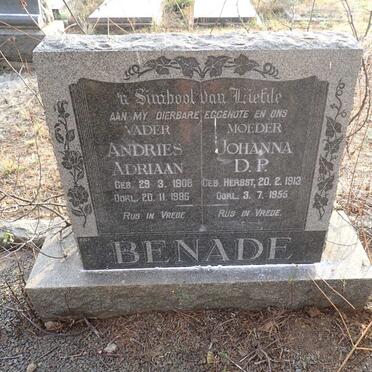 'n Simbool van Liefde
AAN MY DIERBARE EGGENOTE EN ONS
VADER MOEDER
ANDRIES JOHANNA
ADRIAAN D.P.
GEB. 29·3·1908 GEB. HERBST, 20·2·1913
OORL. 20·11·1986 OORL. 3·7·1955
RUS IN VREDE RUS IN VREDE
BENADE